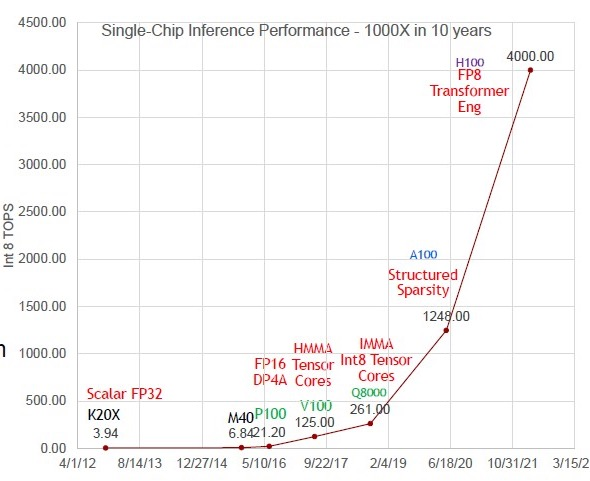 4500.00
Single-Chip Inference Performance - 1000X in 10 years
4000.00
3500.00
3000.00
2500.00
2000.00
1500.00
1000.00
500.00
0.00
Int 8 TOPS
H100
4000.00
FP8
Transformer
Eng
A100
Structured
Sparsity
1248.00
IMMA
Int8 Tensor
Cores
Q8000
261.00
HMMA
Tensor
Cores
V100
125.00
FP16
DP4A
P100
21.20
M40
6.84
Scalar FP32
K20X
3.94
4/1/12 8/14/13 12/27/14 5/10/16 9/22/17 2/4/19 6/18/20 10/31/21 3/15/2